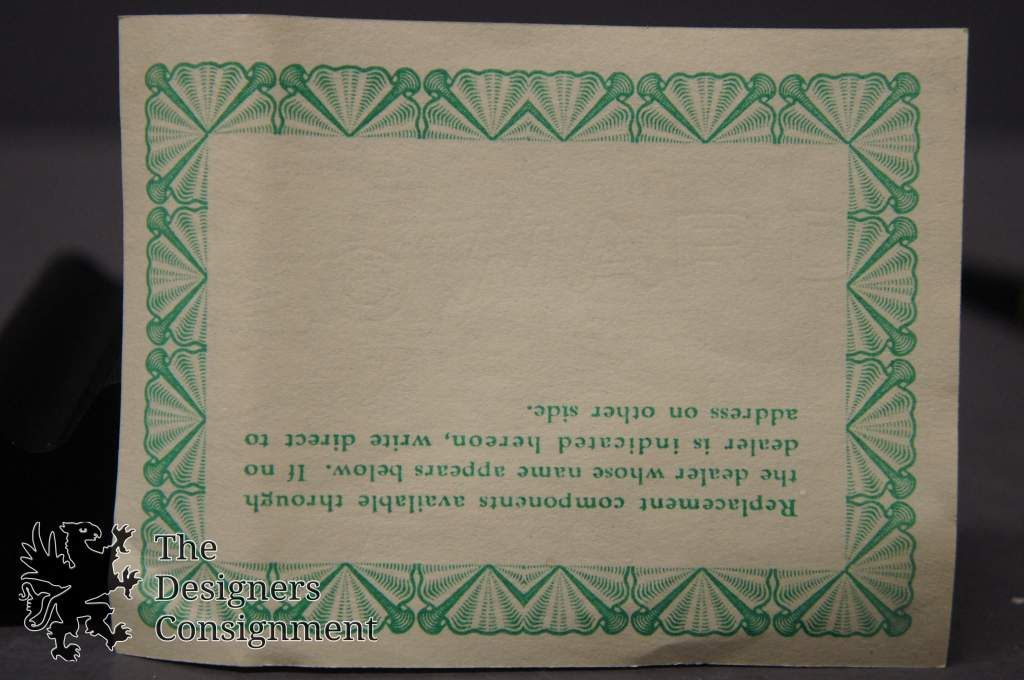 Replacement components available through
the dealer whose name appears below. If no
dealer is indicated hereon, write direct to
address on other side.
The
Designers
Consignment